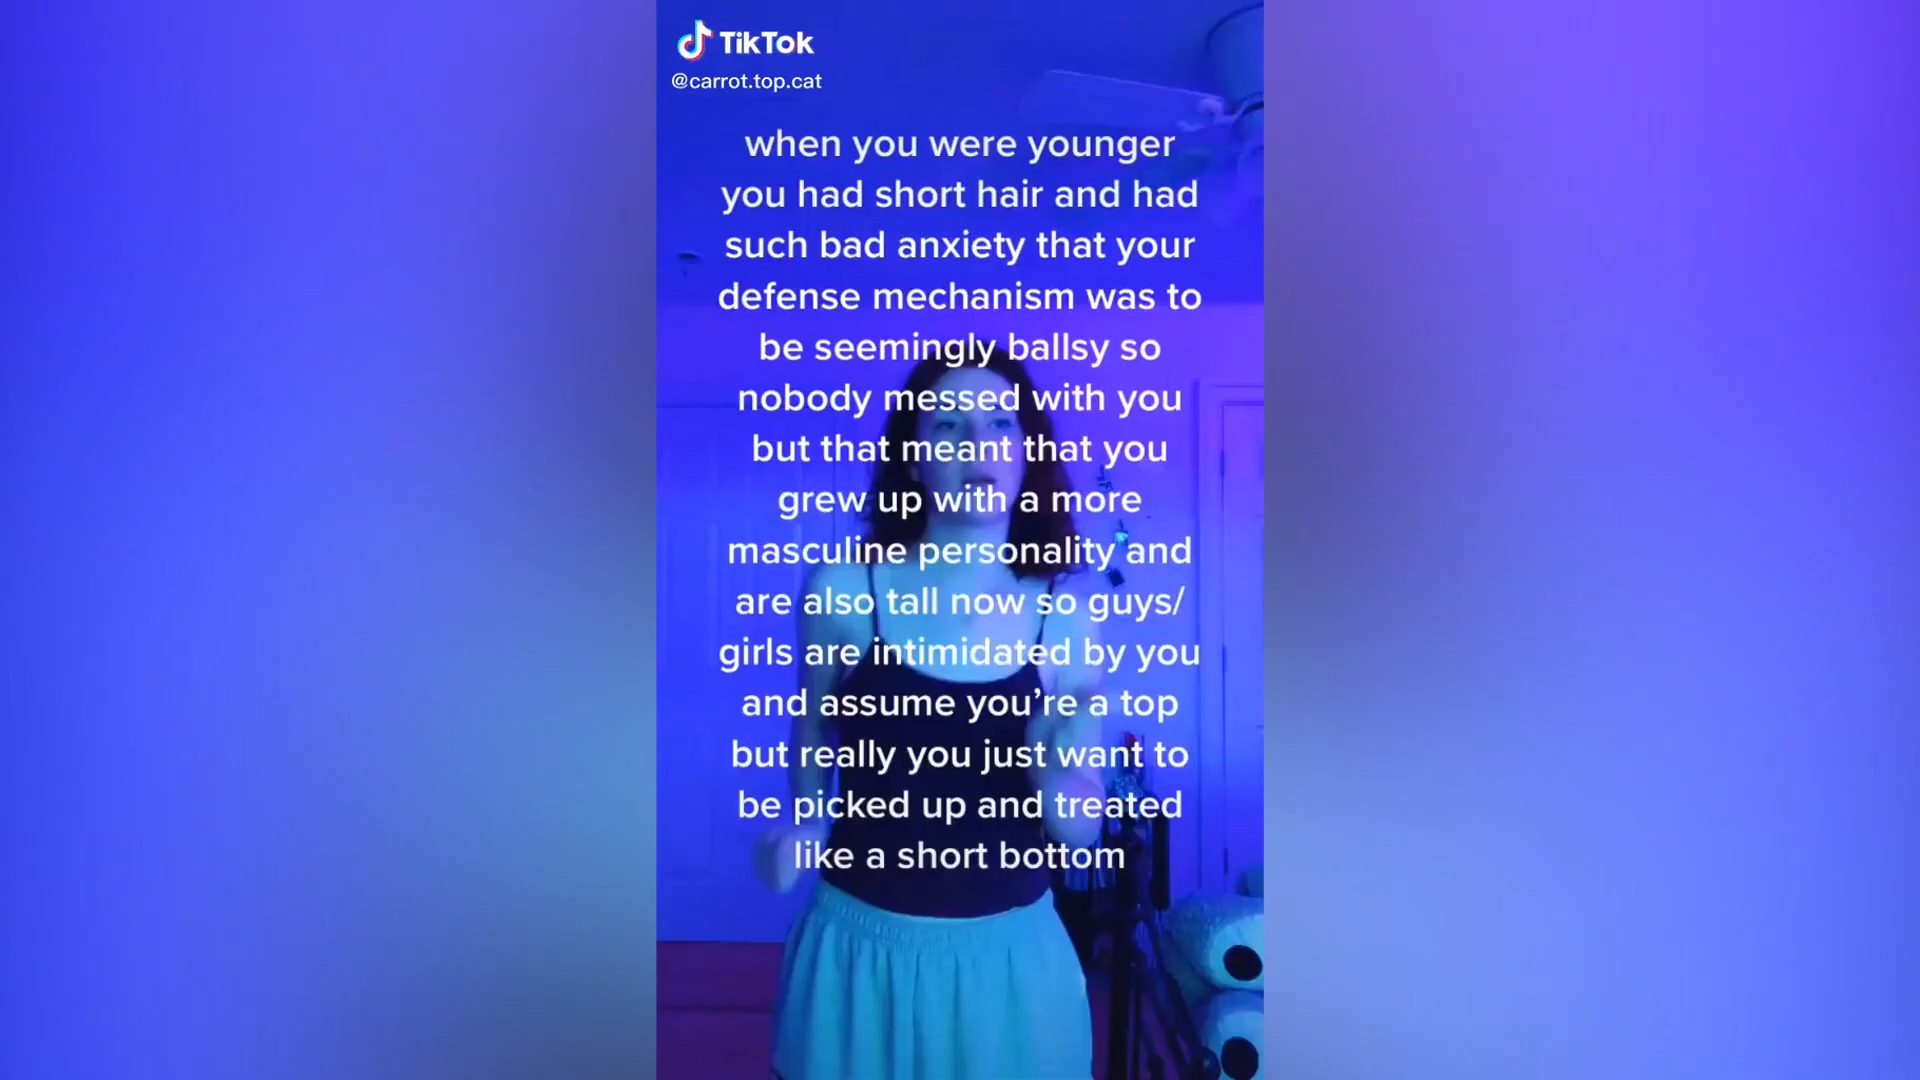 TikTok
@carrot.top.cat
when you were younger
you had short hair and had
such bad anxiety that your
defense mechanism was to
be seemingly ballsy so
nobody messed with you
but that meant that you
grew up with a more
masculine personality and
are also tall now so guys/
girls are intimidated by you
and assume you’re a top
but really you just want to
be picked up and treated
like a short bottom